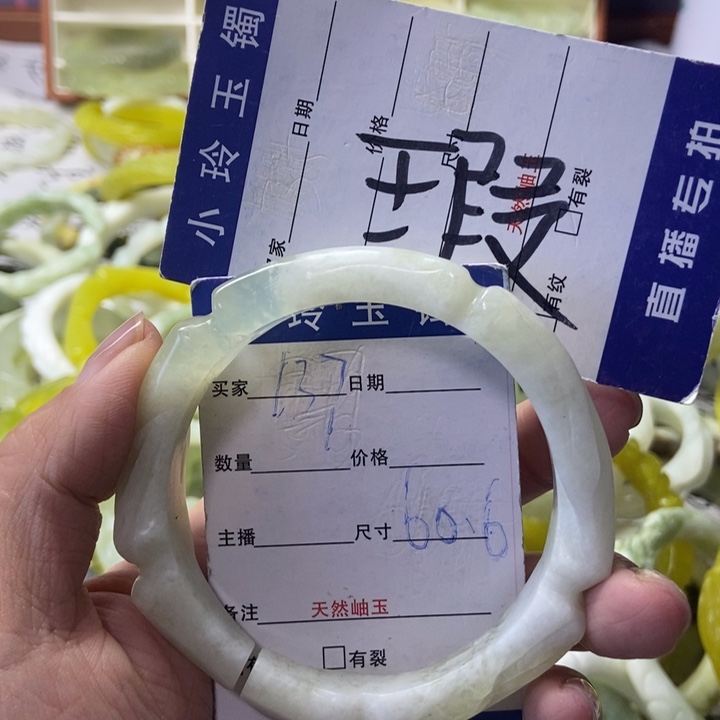 小玲玉镯
日期
价格
尺寸
天然岫玉
有裂
家
有纹
直播专拍
玲玉镯
买家 137 日期
数量 价格
主播 尺寸 60.6
备注 天然岫玉
有裂